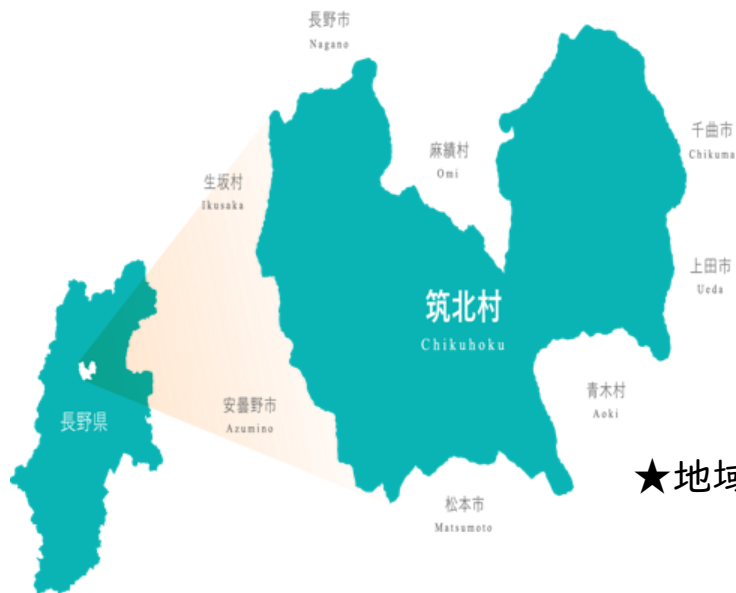 長野市
Nagano
千曲市
Chikuma
麻績村
Omi
生坂村
Ikusaka
上田市
Ueda
筑北村
Chikuhoku
青木村
Aoki
安曇野市
Azumino
長野県
★地域
松本市
Matsumoto